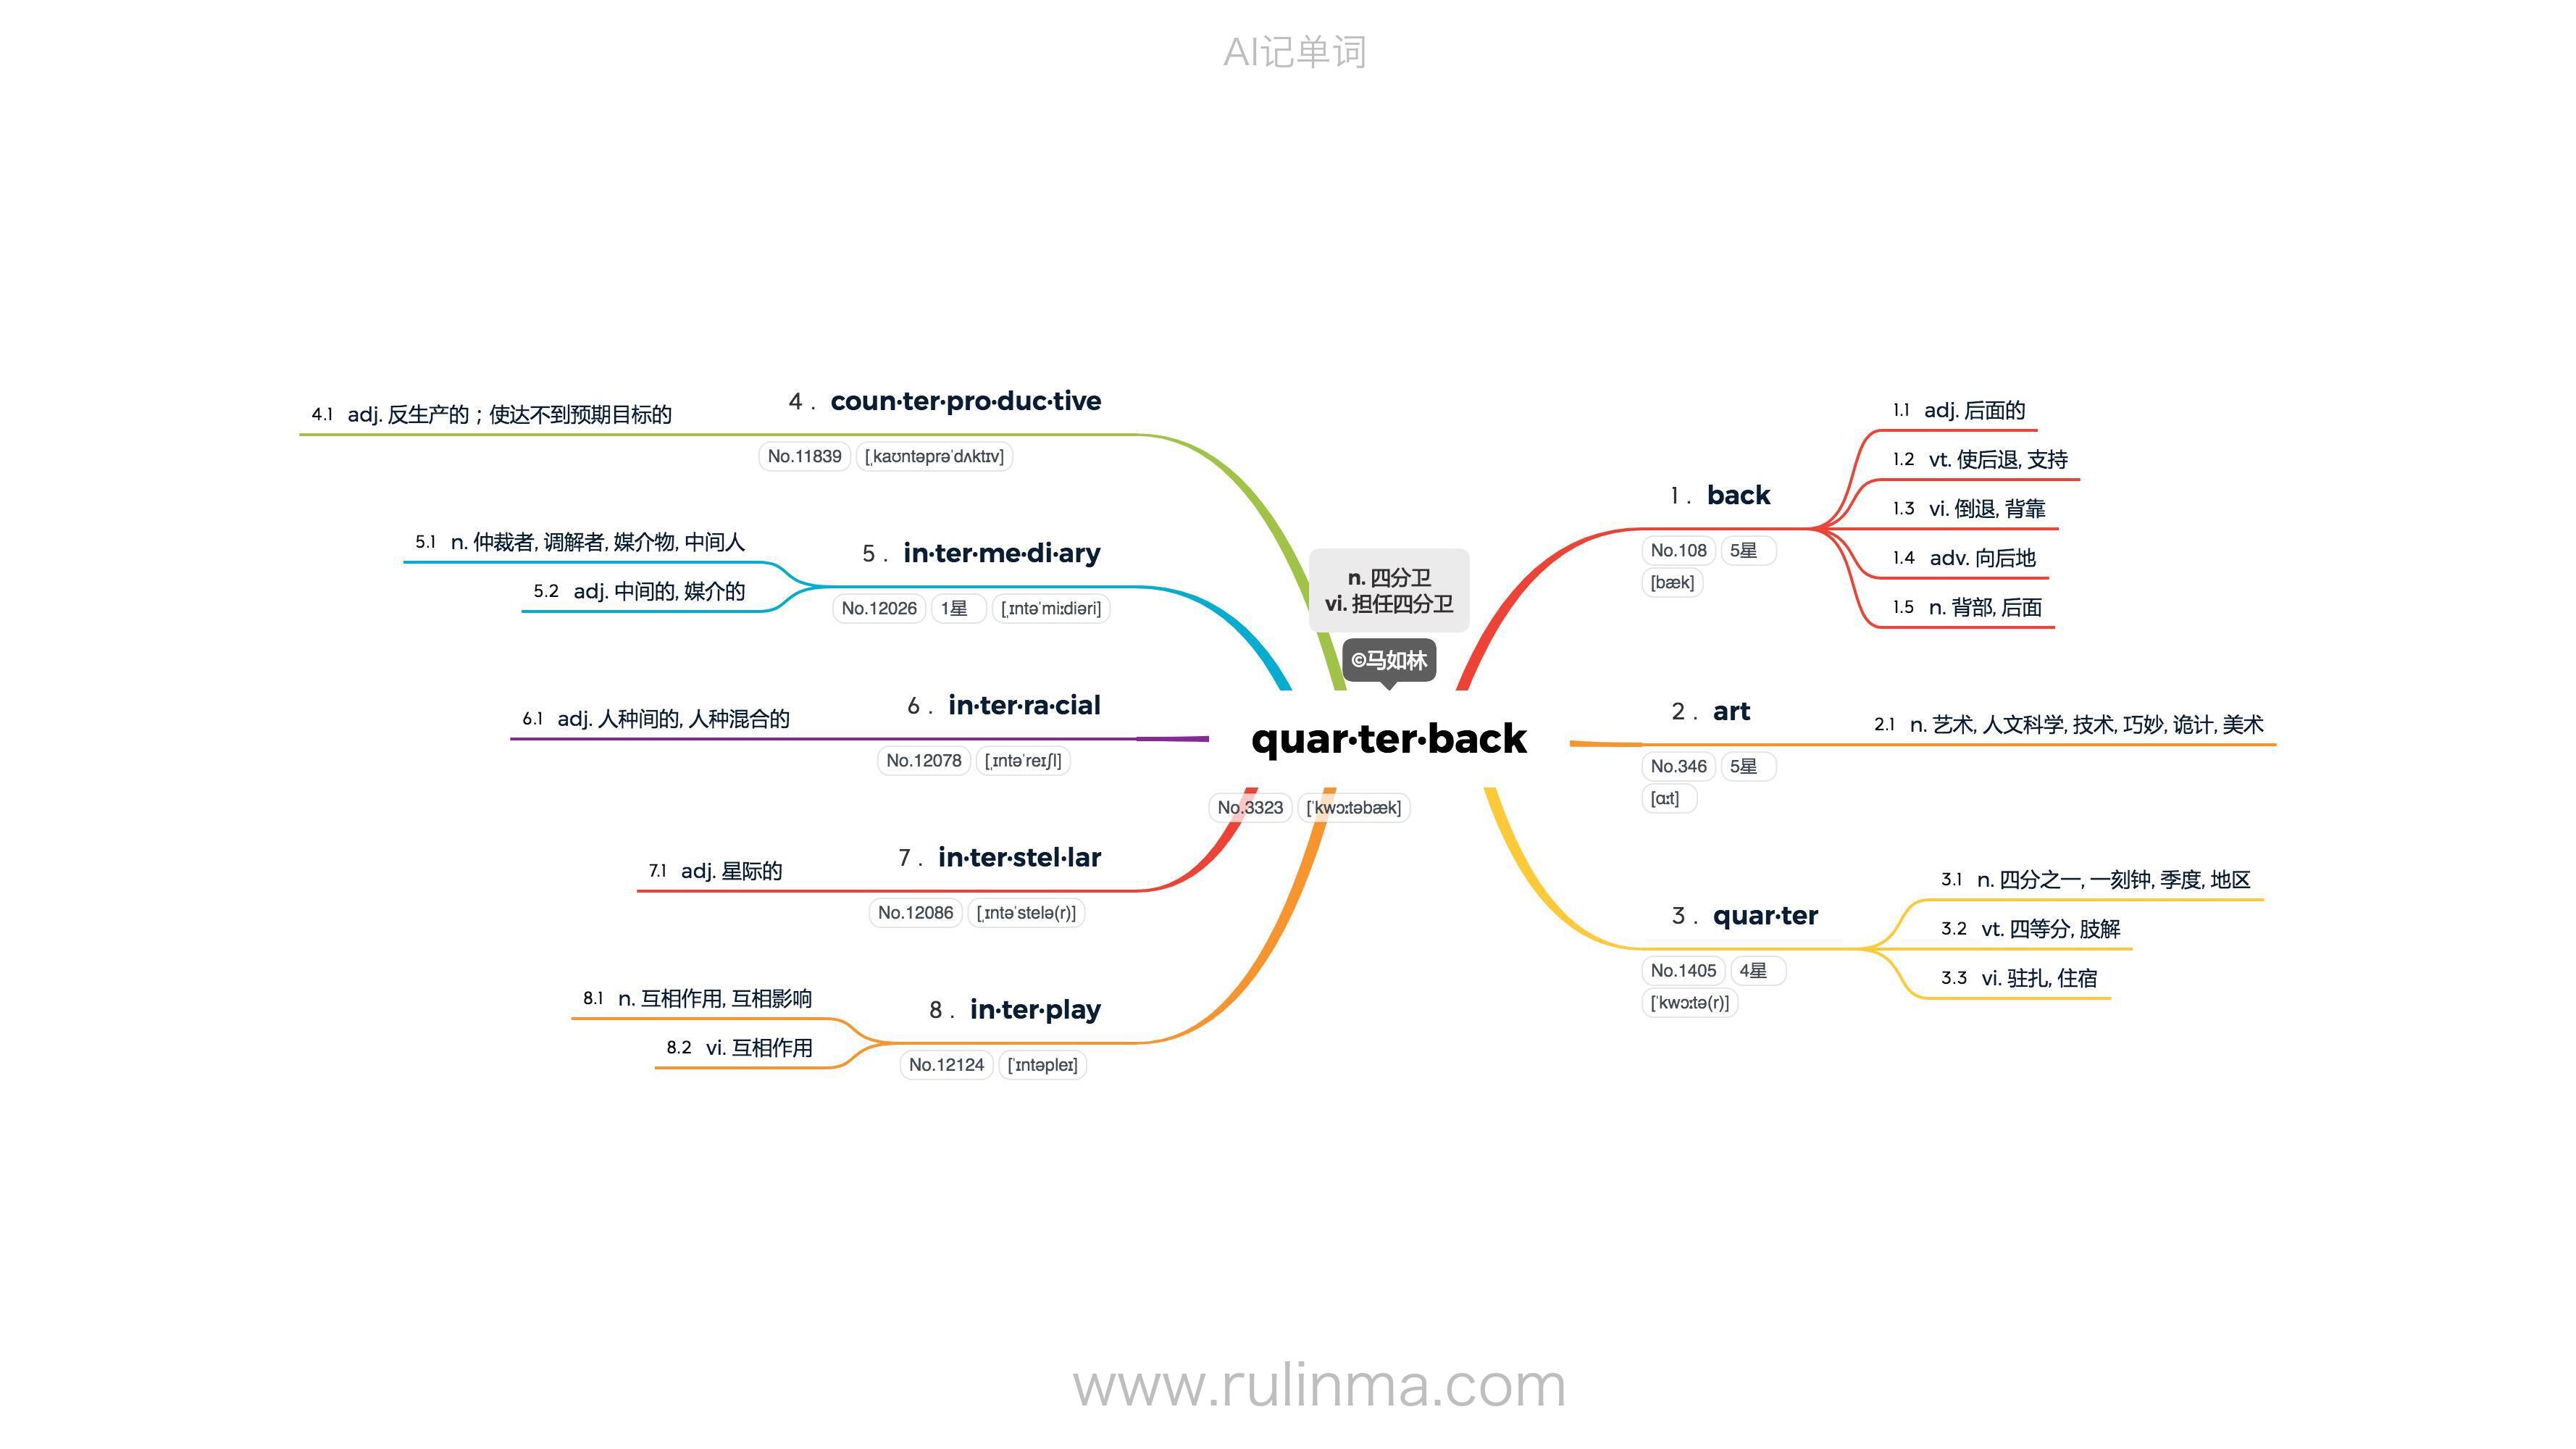 AI记单词
n. 四分卫
vi. 担任四分卫
©马如林
quar·ter·back
No.3323 [ˈkwɔːtəbæk]
1 . back
No.108 5星
[bæk]
1.1 adj. 后面的
1.2 vt. 使后退, 支持
1.3 vi. 倒退, 背靠
1.4 adv. 向后地
1.5 n. 背部, 后面
2 . art
No.346 5星
[ɑːt]
2.1 n. 艺术, 人文科学, 技术, 巧妙, 诡计, 美术
3 . quar·ter
No.1405 4星
[ˈkwɔːtə(r)]
3.1 n. 四分之一, 一刻钟, 季度, 地区
3.2 vt. 四等分, 肢解
3.3 vi. 驻扎, 住宿
4 . coun·ter·pro·duc·tive
No.11839 [ˌkaʊntəprəˈdʌktɪv]
4.1 adj. 反生产的；使达不到预期目标的
5 . in·ter·me·di·ary
No.12026 1星 [ˌɪntəˈmiːdiəri]
5.1 n. 仲裁者, 调解者, 媒介物, 中间人
5.2 adj. 中间的, 媒介的
6 . in·ter·ra·cial
No.12078 [ˌɪntəˈreɪʃl]
6.1 adj. 人种间的, 人种混合的
7 . in·ter·stel·lar
No.12086 [ˌɪntəˈstelə(r)]
7.1 adj. 星际的
8 . in·ter·play
No.12124 [ˈɪntəpleɪ]
8.1 n. 互相作用, 互相影响
8.2 vi. 互相作用
www.rulinma.com